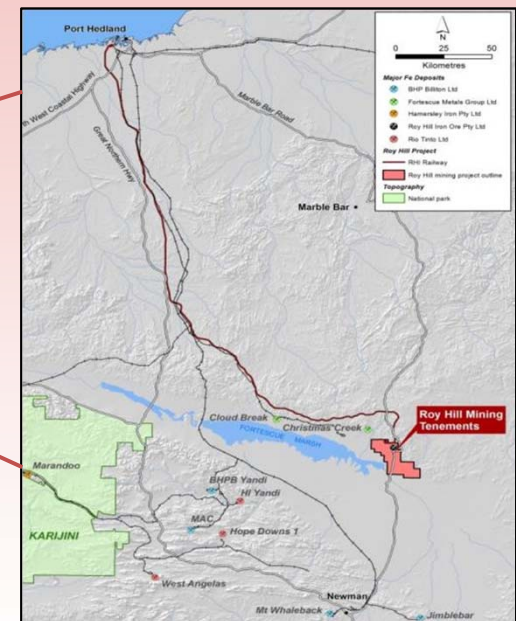 Port Hedland
th West Coastal Highway
Great Northern Hwy
Marble Bar Road
Marble Bar
N
0 25 50
Kilometres
Major Fe Deposits
BHP Billiton Ltd
Fortescue Metals Group Ltd
Hamersley Iron Pty Ltd
Roy Hill Iron Ore Pty Ltd
Rio Tinto Ltd
Roy Hill Project
RHI Railway
Roy Hill mining project outline
Topography
National park
Cloud Break
Christmas Creek
FORTESCUE MARSH
Roy Hill Mining
Tenements
Marandoo
KARIJINI
BHPB Yandi
HI Yandi
MAC
Hope Downs 1
West Angelas
Newman
Mt Whaleback
Jimblebar